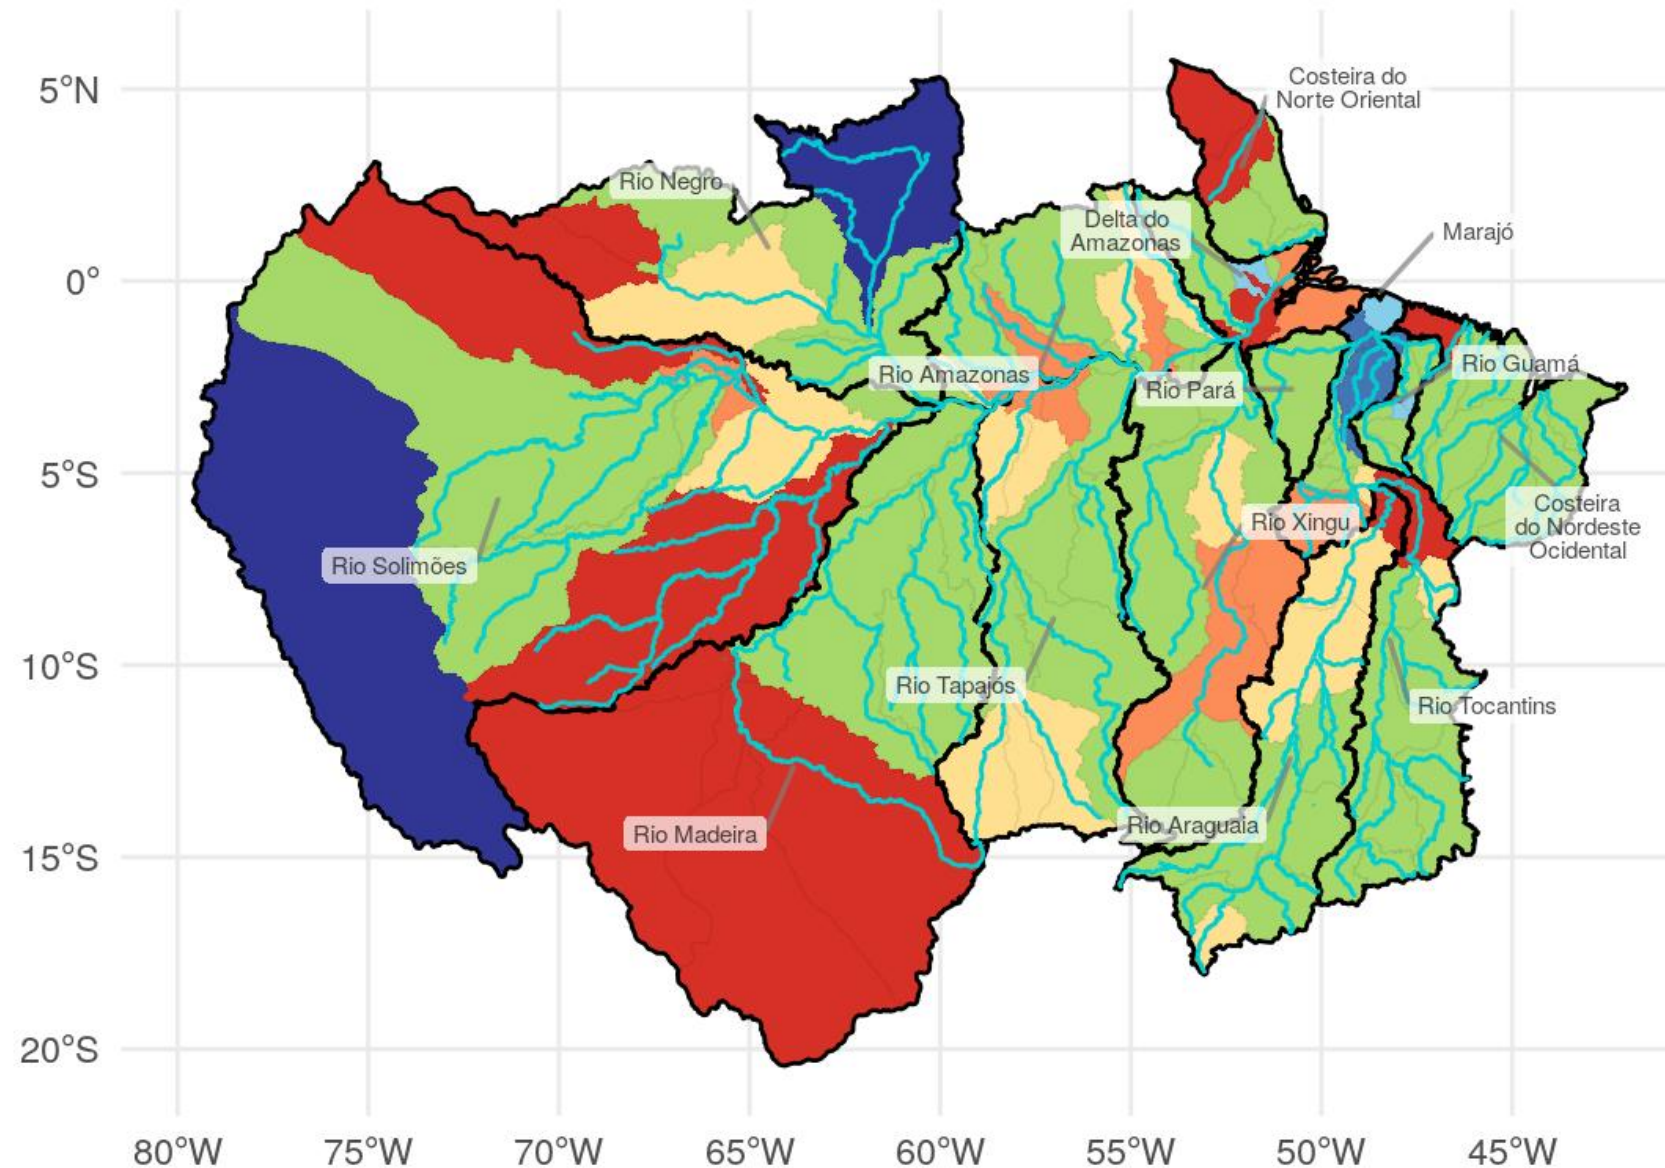 5°N
0°
5°S
10°S
15°S
20°S
80°W
75°W
70°W
65°W
60°W
55°W
50°W
45°W
Costeira do
Norte Oriental
Rio Negro
Delta do
Amazonas
Marajó
Rio Amazonas
Rio Pará
Rio Guamá
Rio Xingu
Costeira
do Nordeste
Ocidental
Rio Solimões
Rio Tapajós
Rio Tocantins
Rio Madeira
Rio Araguaia